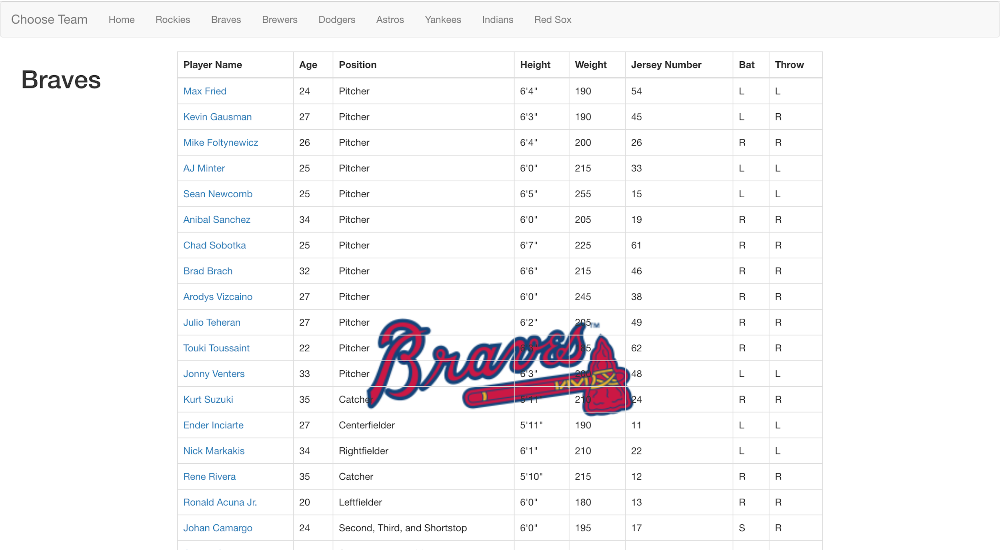 Choose Team Home Rockies Braves Brewers Dodgers Astros Yankees Indians Red Sox
Braves
Player Name Age Position Height Weight Jersey Number Bat Throw
Max Fried 24 Pitcher 6'4" 190 54 L L
Kevin Gausman 27 Pitcher 6'3" 190 45 L R
Mike Foltynewicz 26 Pitcher 6'4" 200 26 R R
AJ Minter 25 Pitcher 6'0" 215 33 L L
Sean Newcomb 25 Pitcher 6'5" 255 15 L L
Anibal Sanchez 34 Pitcher 6'0" 205 19 R R
Chad Sobotka 25 Pitcher 6'7" 225 61 R R
Brad Brach 32 Pitcher 6'6" 215 46 R R
Arodys Vizcaino 27 Pitcher 6'0" 245 38 R R
Julio Teheran 27 Pitcher 6'2" 205 49 R R
Braves™
Touki Toussaint 22 Pitcher 6'3" 185 62 R R
Jonny Venters 33 Pitcher 6'3" 200 48 L L
Kurt Suzuki 35 Catcher 5'11" 210 24 R R
Ender Inciarte 27 Centerfielder 5'11" 190 11 L L
Nick Markakis 34 Rightfielder 6'1" 210 22 L L
Rene Rivera 35 Catcher 5'10" 215 12 R R
Ronald Acuna Jr. 20 Leftfielder 6'0" 180 13 R R
Johan Camargo 24 Second, Third, and Shortstop 6'0" 195 17 S R